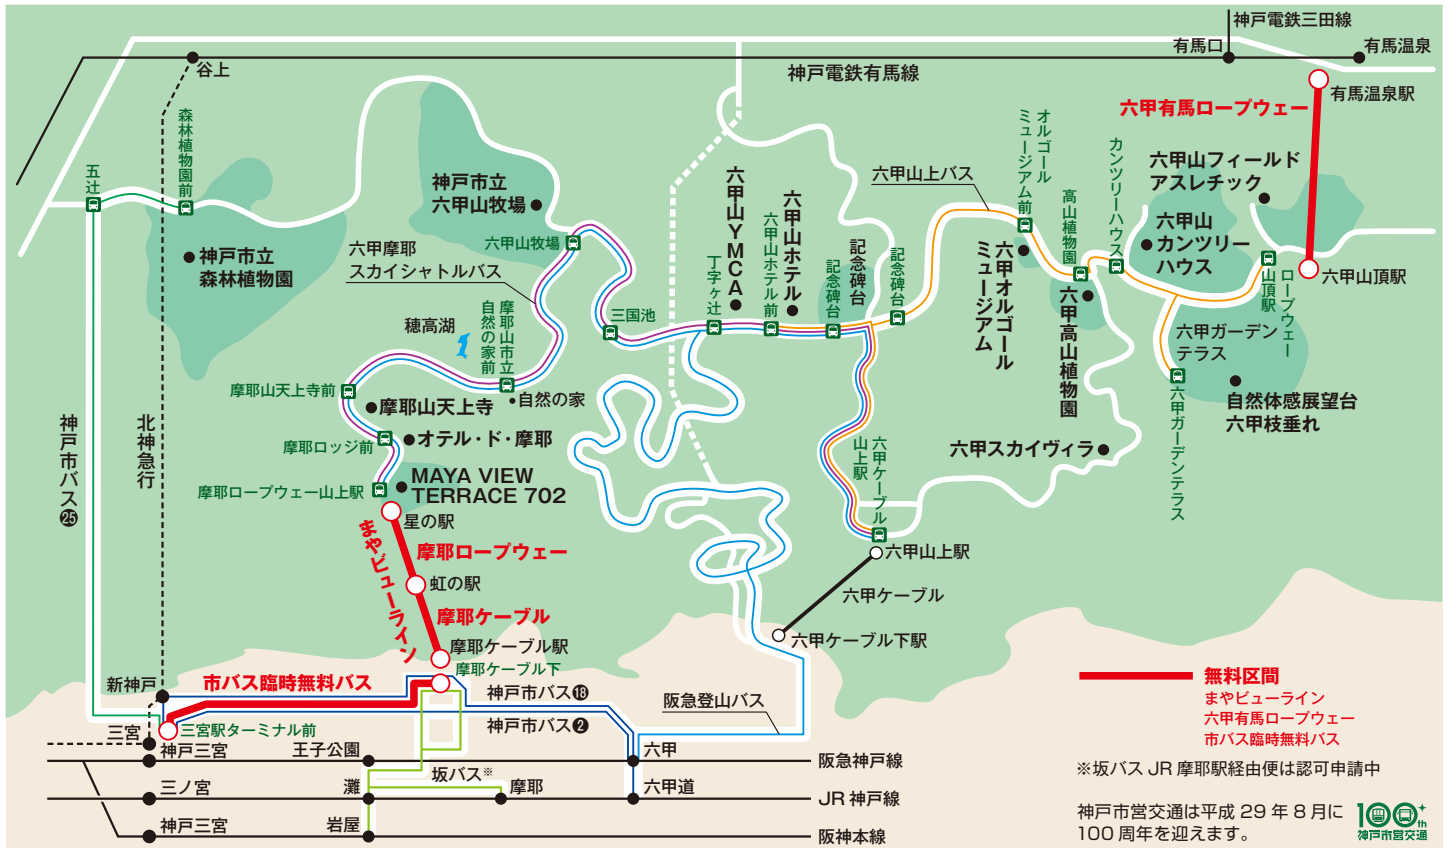 神戸電鉄三田線
有馬口
有馬温泉
谷上
神戸電鉄有馬線
有馬温泉駅
六甲有馬ロープウェー
森林植物園前
五辻
オルゴール
ミュージアム前
カンツリーハウス
六甲山フィールド
アスレチック
六甲山上バス
高山植物園
神戸市立
六甲山牧場
六甲山YMCA
六甲山ホテル
六甲山ホテル前
六甲山
カンツリー
ハウス
六甲山牧場
丁字ヶ辻
記念碑台
記念碑台
記念碑台
六甲オルゴール
ミュージアム
六甲摩耶
スカイシャトルバス
神戸市立
森林植物園
ロープウェー
山頂駅
六甲山頂駅
六甲高山植物園
三国池
穂高湖
摩耶山市立
自然の家前
六甲ガーデン
テラス
摩耶山天上寺前
摩耶山天上寺
自然の家
自然体感展望台
六甲枝垂れ
六甲ガーデンテラス
神戸市バス㉕
北神急行
摩耶ロッジ前
オテル・ド・摩耶
六甲ケーブル
山上駅
六甲スカイヴィラ
MAYA VIEW
TERRACE 702
摩耶ロープウェー山上駅
星の駅
まやビューライン
摩耶ロープウェー
六甲山上駅
虹の駅
六甲ケーブル
摩耶ケーブル
六甲ケーブル下駅
摩耶ケーブル駅
摩耶ケーブル下
新神戸
市バス臨時無料バス
神戸市バス⑱
阪急登山バス
無料区間
まやビューライン
六甲有馬ロープウェー
市バス臨時無料バス
三宮駅ターミナル前
神戸市バス❷
三宮
神戸三宮
王子公園
六甲
阪急神戸線
坂バス※
※坂バス JR 摩耶駅経由便は認可申請中
三ノ宮
灘
摩耶
六甲道
JR 神戸線
神戸三宮
岩屋
阪神本線
神戸市営交通は平成 29 年 8 月に
100 周年を迎えます。
100th
神戸市営交通